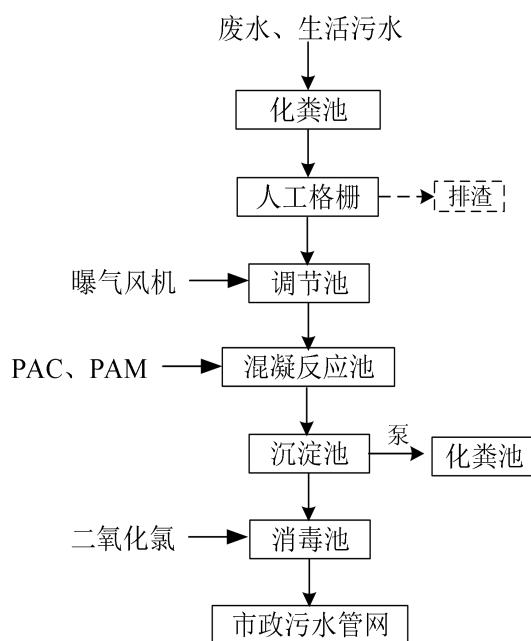 废水、生活污水
化粪池
人工格栅
排渣
曝气风机
调节池
PAC、PAM
混凝反应池
沉淀池
泵
化粪池
二氧化氯
消毒池
市政污水管网